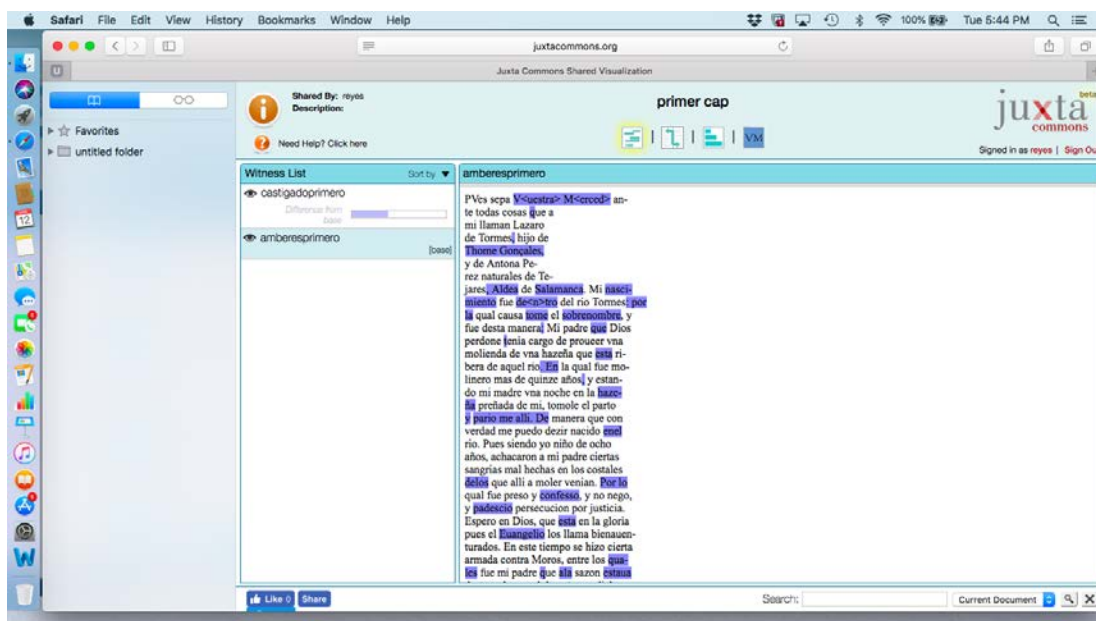 Safari File Edit View History Bookmarks Window Help 100% Tue 5:44 PM
juxtacommons.org
Juxta Commons Shared Visualization
Favorites
untitled folder
Shared By: reyes
Description:
Need Help? Click here
primer cap
VM
beta
juxta
commons
Signed in as reyes | Sign Ou
Witness List Sort by ▼
castigadoprimero
Difference from
base
amberesprimero
[base]
amberesprimero
PVes sepa V<uestra> M<erced> an-
te todas cosas que a
mi llaman Lazaro
de Tormes, hijo de
Thome Gonçales,
y de Antona Pe-
rez naturales de Te-
jares, Aldea de Salamanca. Mi nasci-
miento fue de<n>tro del rio Tormes: por
la qual causa tome el sobrenombre, y
fue desta manera: Mi padre que Dios
perdone tenia cargo de proueer vna
molienda de vna hazeña que esta ri-
bera de aquel rio. En la qual fue mo-
linero mas de quinze años, y estan-
do mi madre vna noche en la haze-
ña preñada de mi, tomole el parto
y pario me alli. De manera que con
verdad me puedo dezir nacido enel
rio. Pues siendo yo niño de ocho
años, achacaron a mi padre ciertas
sangrias mal hechas en los costales
delos que alli a moler venian. Por lo
qual fue preso y confesso, y no nego,
y padescio persecucion por justicia.
Espero en Dios, que esta en la gloria
pues el Euangelio los llama bienauen-
turados. En este tiempo se hizo cierta
armada contra Moros, entre los qua-
les fue mi padre que ala sazon estaua
Like 0 Share
Search: Current Document
12